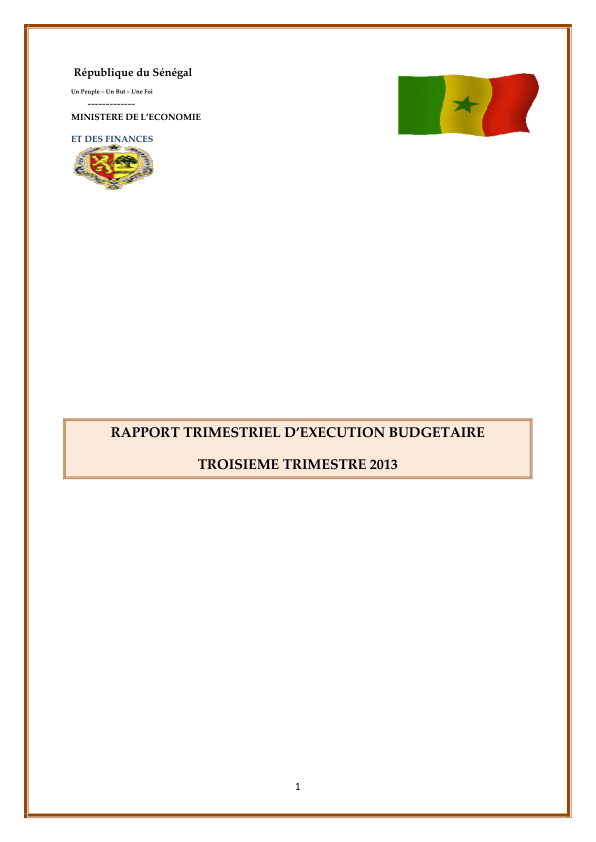 République du Sénégal
Un Peuple – Un But – Une Foi
-------------
MINISTERE DE L’ECONOMIE
ET DES FINANCES
RAPPORT TRIMESTRIEL D’EXECUTION BUDGETAIRE
TROISIEME TRIMESTRE 2013
1